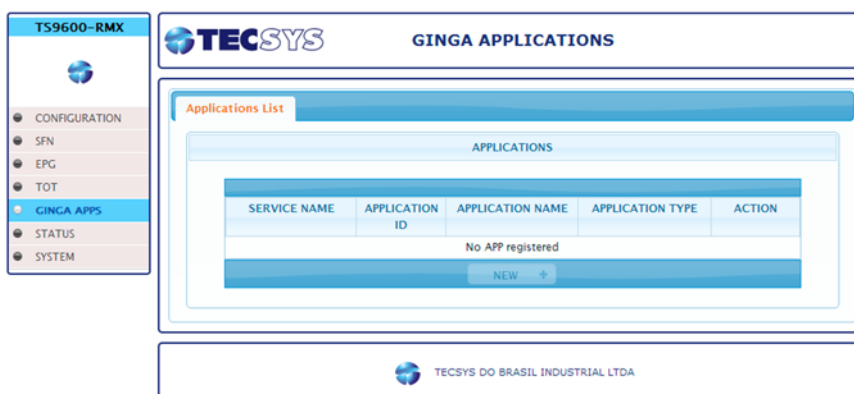 TS9600-RMX
CONFIGURATION
SFN
EPG
TOT
GINGA APPS
STATUS
SYSTEM
TECSYS
GINGA APPLICATIONS
Applications List
APPLICATIONS
SERVICE NAME APPLICATION ID APPLICATION NAME APPLICATION TYPE ACTION
No APP registered
NEW +
TECSYS DO BRASIL INDUSTRIAL LTDA